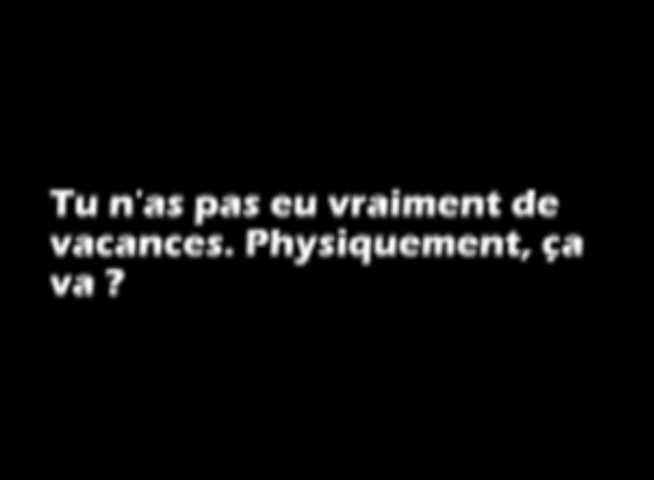 Tu n'as pas eu vraiment de
vacances. Physiquement, ça
va ?